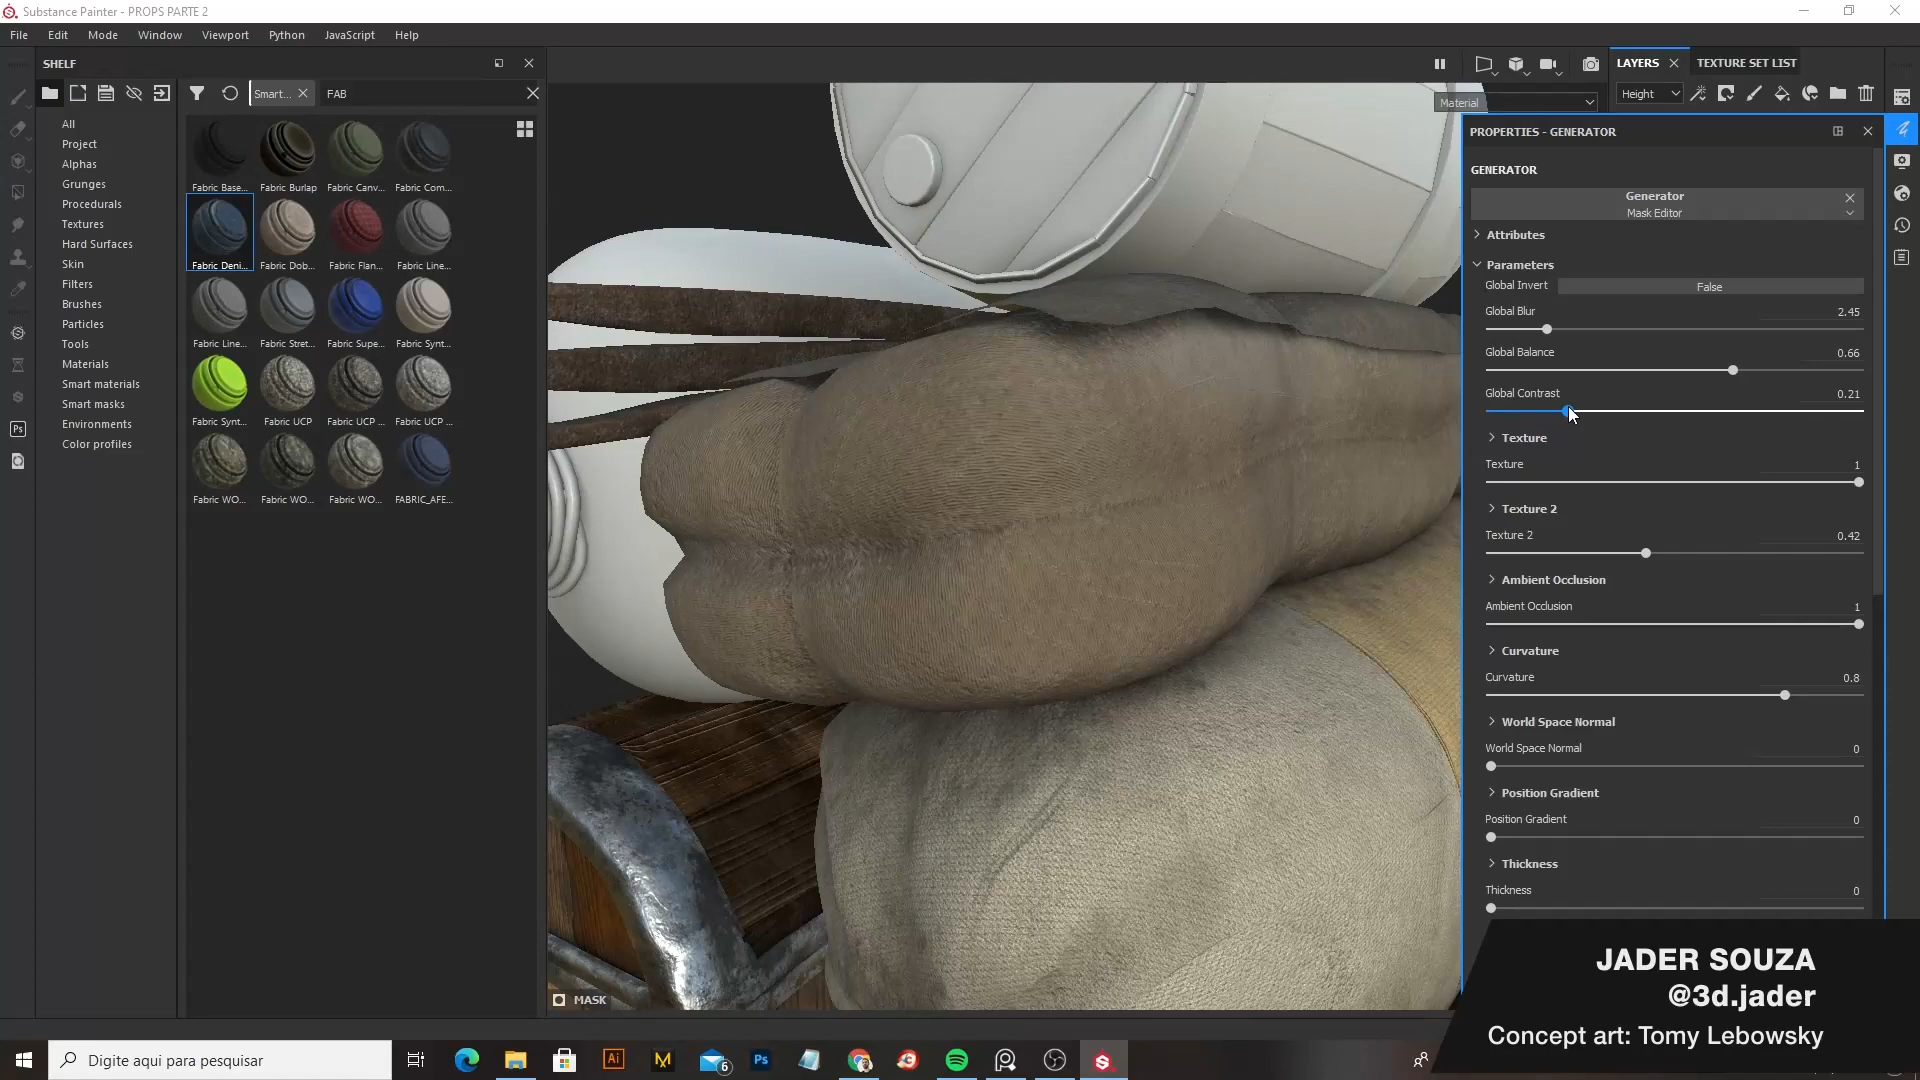 Substance Painter - PROPS PARTE 2
File Edit Mode Window Viewport Python JavaScript Help
SHELF
Smart... FAB
All
Project
Alphas
Grunges
Procedurals
Textures
Hard Surfaces
Skin
Filters
Brushes
Particles
Tools
Materials
Smart materials
Smart masks
Environments
Color profiles
Fabric Base... Fabric Burlap Fabric Canv... Fabric Com...
Fabric Deni... Fabric Dob... Fabric Flan... Fabric Line...
Fabric Line... Fabric Stret... Fabric Supe... Fabric Synt...
Fabric Synt... Fabric UCP Fabric UCP ... Fabric UCP ...
Fabric WO... Fabric WO... Fabric WO... FABRIC_AFE...
Ps
Material
MASK
LAYERS TEXTURE SET LIST
Height
PROPERTIES - GENERATOR
GENERATOR
Generator
Mask Editor
Attributes
Parameters
Global Invert False
Global Blur 2.45
Global Balance 0.66
Global Contrast 0.21
Texture
Texture 1
Texture 2
Texture 2 0.42
Ambient Occlusion
Ambient Occlusion 1
Curvature
Curvature 0.8
World Space Normal
World Space Normal 0
Position Gradient
Position Gradient 0
Thickness
Thickness 0
JADER SOUZA
@3d.jader
Concept art: Tomy Lebowsky
Digite aqui para pesquisar
Ai
6
Ps